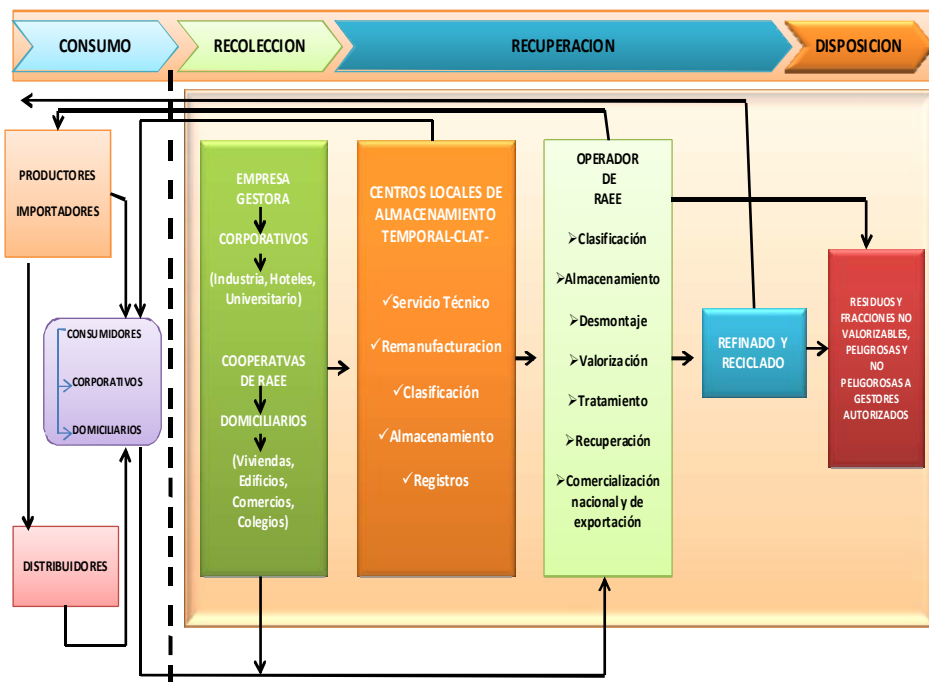 CONSUMO
RECOLECCION
RECUPERACION
DISPOSICION
PRODUCTORES
IMPORTADORES
CONSUMIDORES
CORPORATIVOS
DOMICILIARIOS
DISTRIBUIDORES
EMPRESA
GESTORA
CORPORATIVOS
(Industria, Hoteles,
Universitario)
COOPERATVAS
DE RAEE
DOMICILIARIOS
(Viviendas,
Edificios,
Comercios,
Colegios)
CENTROS LOCALES DE
ALMACENAMIENTO
TEMPORAL-CLAT-
✓Servicio Técnico
✓Remanufacturacion
✓Clasificación
✓Almacenamiento
✓Registros
OPERADOR
DE
RAEE
➢Clasificación
➢Almacenamiento
➢Desmontaje
➢Valorización
➢Tratamiento
➢Recuperación
➢Comercialización
nacional y de
exportación
REFINADO Y
RECICLADO
RESIDUOS Y
FRACCIONES NO
VALORIZABLES,
PELIGROSAS Y
NO
PELIGROSAS A
GESTORES
AUTORIZADOS